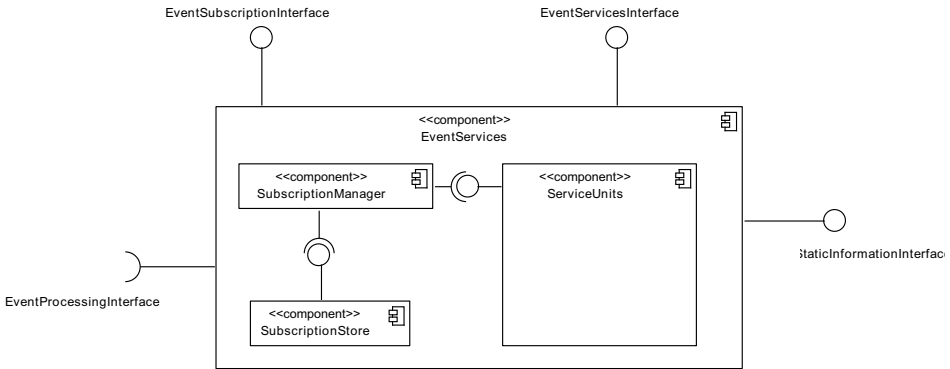 EventSubscriptionInterface
EventServicesInterface
<<component>>
EventServices
<<component>>
SubscriptionManager
<<component>>
ServiceUnits
EventProcessingInterface
<<component>>
SubscriptionStore